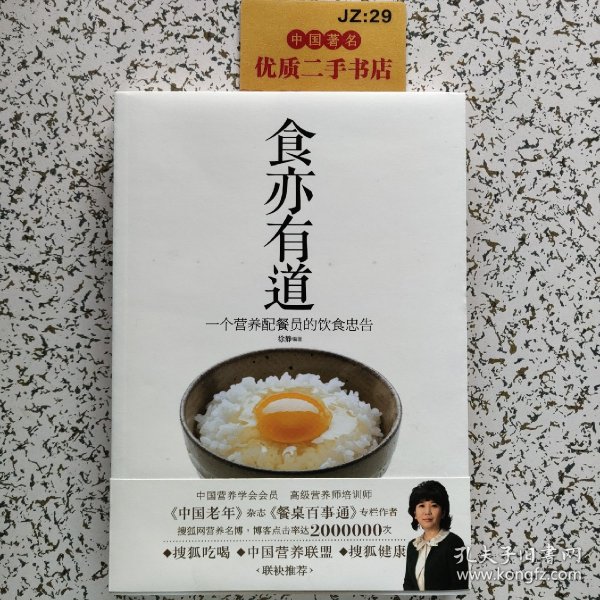 JZ:29
中国著名
优质二手书店
食亦有道
一个营养配餐员的饮食忠告
徐静 编著
中国营养学会会员 高级营养师培训师
《中国老年》杂志《餐桌百事通》专栏作者
搜狐网营养名博,博客点击率达2000000次
◆搜狐吃喝 ◆中国营养联盟 ◆搜狐健康
‹联袂推荐›
孔夫子旧书网
www.kongfz.com